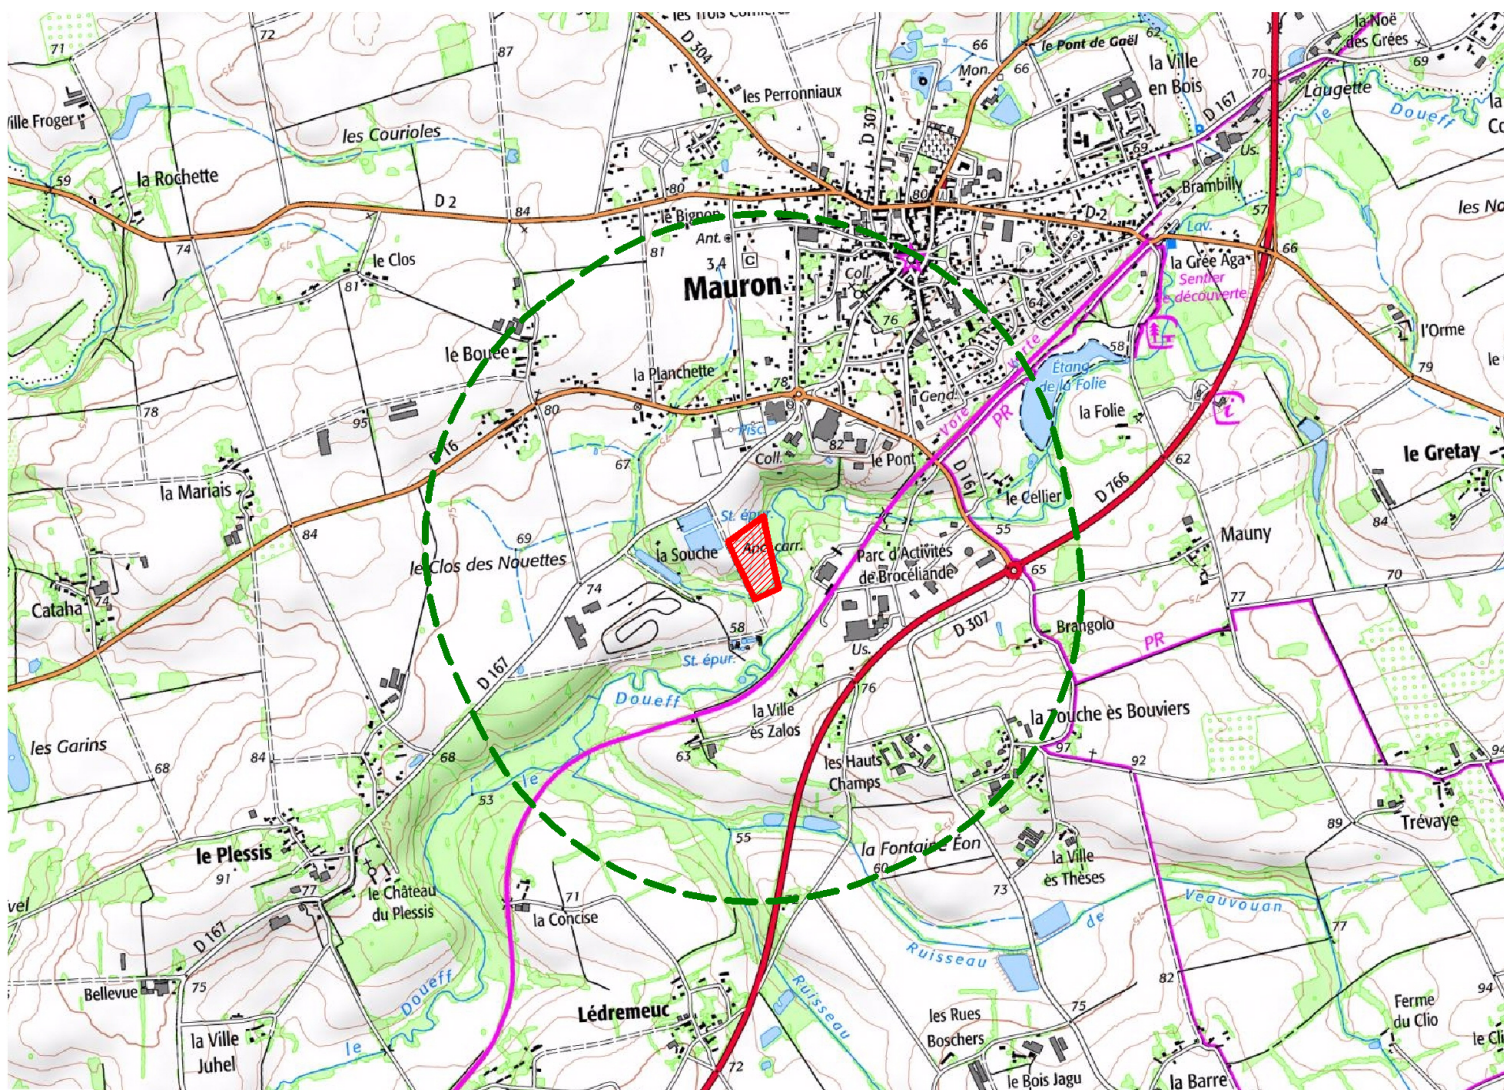 les Trois Cormiers
71
72
87
D 304
le Pont de Gaël
62
66
66
Mon.
la Noë
des Grées
69
la Ville
en Bois
70
D 167
Laugette
le
Doueff
ille Froger
les Courioles
les Perronniaux
D 307
Us.
59
la Rochette
80
80
69
Brambilly
D 2
84
le Bignon
D 2
57
les No
74
Ant.
81
Lav.
66
3,4
C
le Clos
Coll.
la Grée Aga
Sentier
de découverte
81
Mauron
64
76
58
l'Orme
le Bouée
Voie Verte
la Planchette
Étang
de la Folie
79
78
Gend.
PR
la Folie
i
78
80
95
Pisc.
82
D 16
Coll.
le Pont
le Gretay
67
D 161
62
la Mariais
le Cellier
D 766
84
84
St. épur.
55
Mauny
69
la Souche
Anc. carr.
Parc d'Activités
de Brocéliande
le Clos des Nouettes
65
70
74
Cataha
74
77
D 307
58
Brangolo
PR
Us.
St. épur.
D 167
Doueff
76
la Ville
ès Zalos
la Touche ès Bouviers
les Garins
68
63
97
84
92
94
68
les Hauts
Champs
le
53
Trévaye
55
89
le Plessis
la Fontaine Éon
91
60
la Ville
ès Thèses
77
le Château
du Plessis
73
vel
71
la Concise
Veauvouan
de
D 167
77
Ruisseau
Doueff
82
Bellevue
75
94
Lédremeuc
Ruisseau
Ferme
du Clio
75
les Rues
Boschers
la Ville
Juhel
le
le Cli
72
le Bois Jagu
la Barre